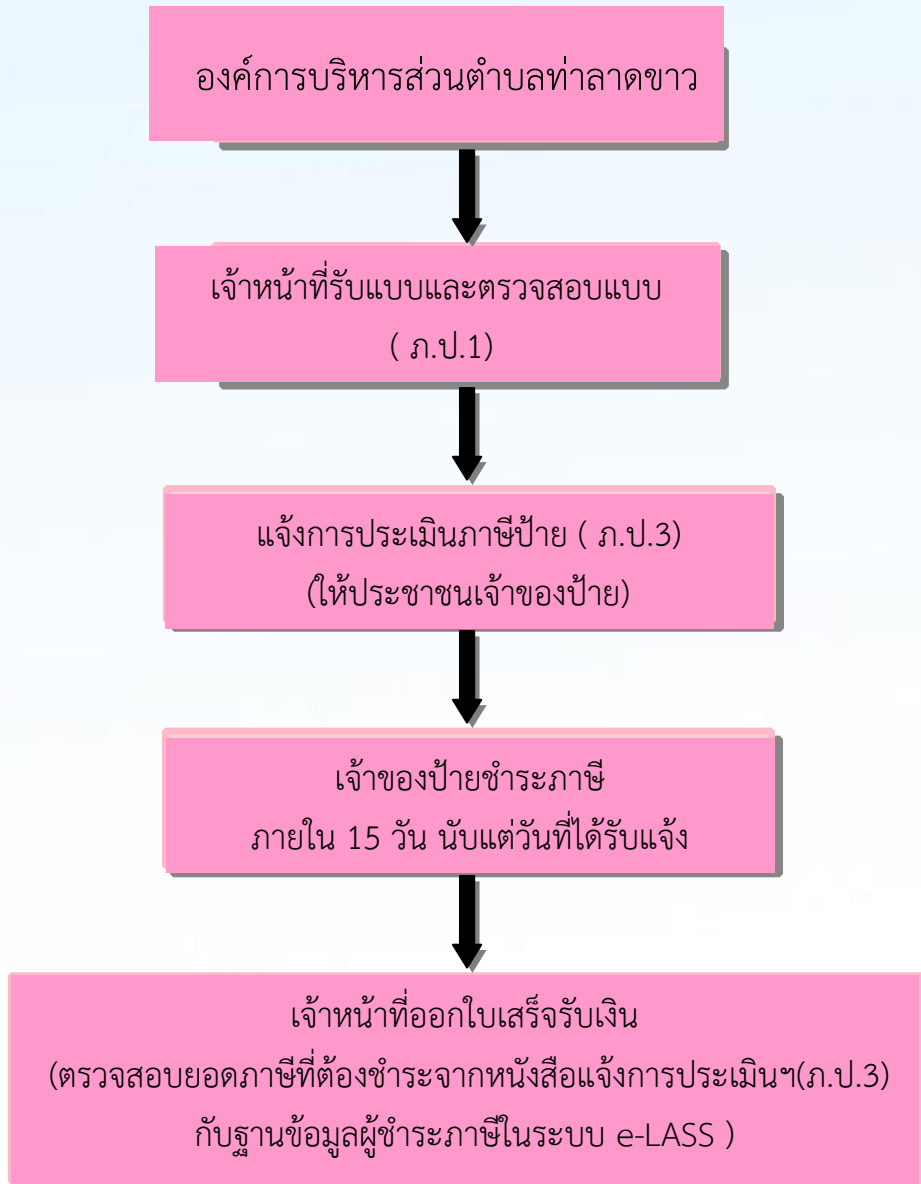 องค์การบริหารส่วนตำบลท่าลาดขาว
เจ้าหน้าที่รับแบบและตรวจสอบแบบ
( ภ.ป.1)
แจ้งการประเมินภาษีป้าย ( ภ.ป.3)
(ให้ประชาชนเจ้าของป้าย)
เจ้าของป้ายชำระภาษี
ภายใน 15 วัน นับแต่วันที่ได้รับแจ้ง
เจ้าหน้าที่ออกใบเสร็จรับเงิน
(ตรวจสอบยอดภาษีที่ต้องชำระจากหนังสือแจ้งการประเมินฯ(ภ.ป.3)
กับฐานข้อมูลผู้ชำระภาษีในระบบ e-LASS )